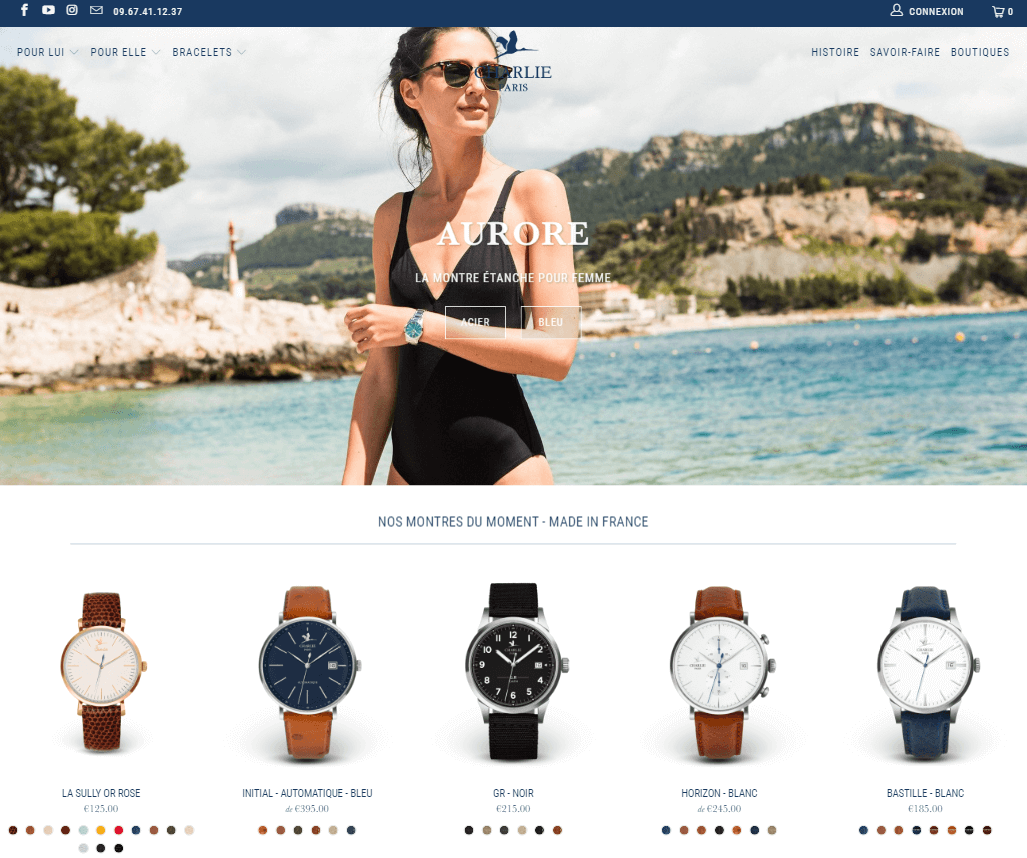 09.67.41.12.37
CONNEXION
0
POUR LUI
POUR ELLE
BRACELETS
CHARLIE
PARIS
HISTOIRE
SAVOIR-FAIRE
BOUTIQUES
AURORE
LA MONTRE ÉTANCHE POUR FEMME
ACIER
BLEU
NOS MONTRES DU MOMENT - MADE IN FRANCE
LA SULLY OR ROSE
€125.00
INITIAL - AUTOMATIQUE - BLEU
de €395.00
GR - NOIR
€215.00
HORIZON - BLANC
de €245.00
BASTILLE - BLANC
€185.00